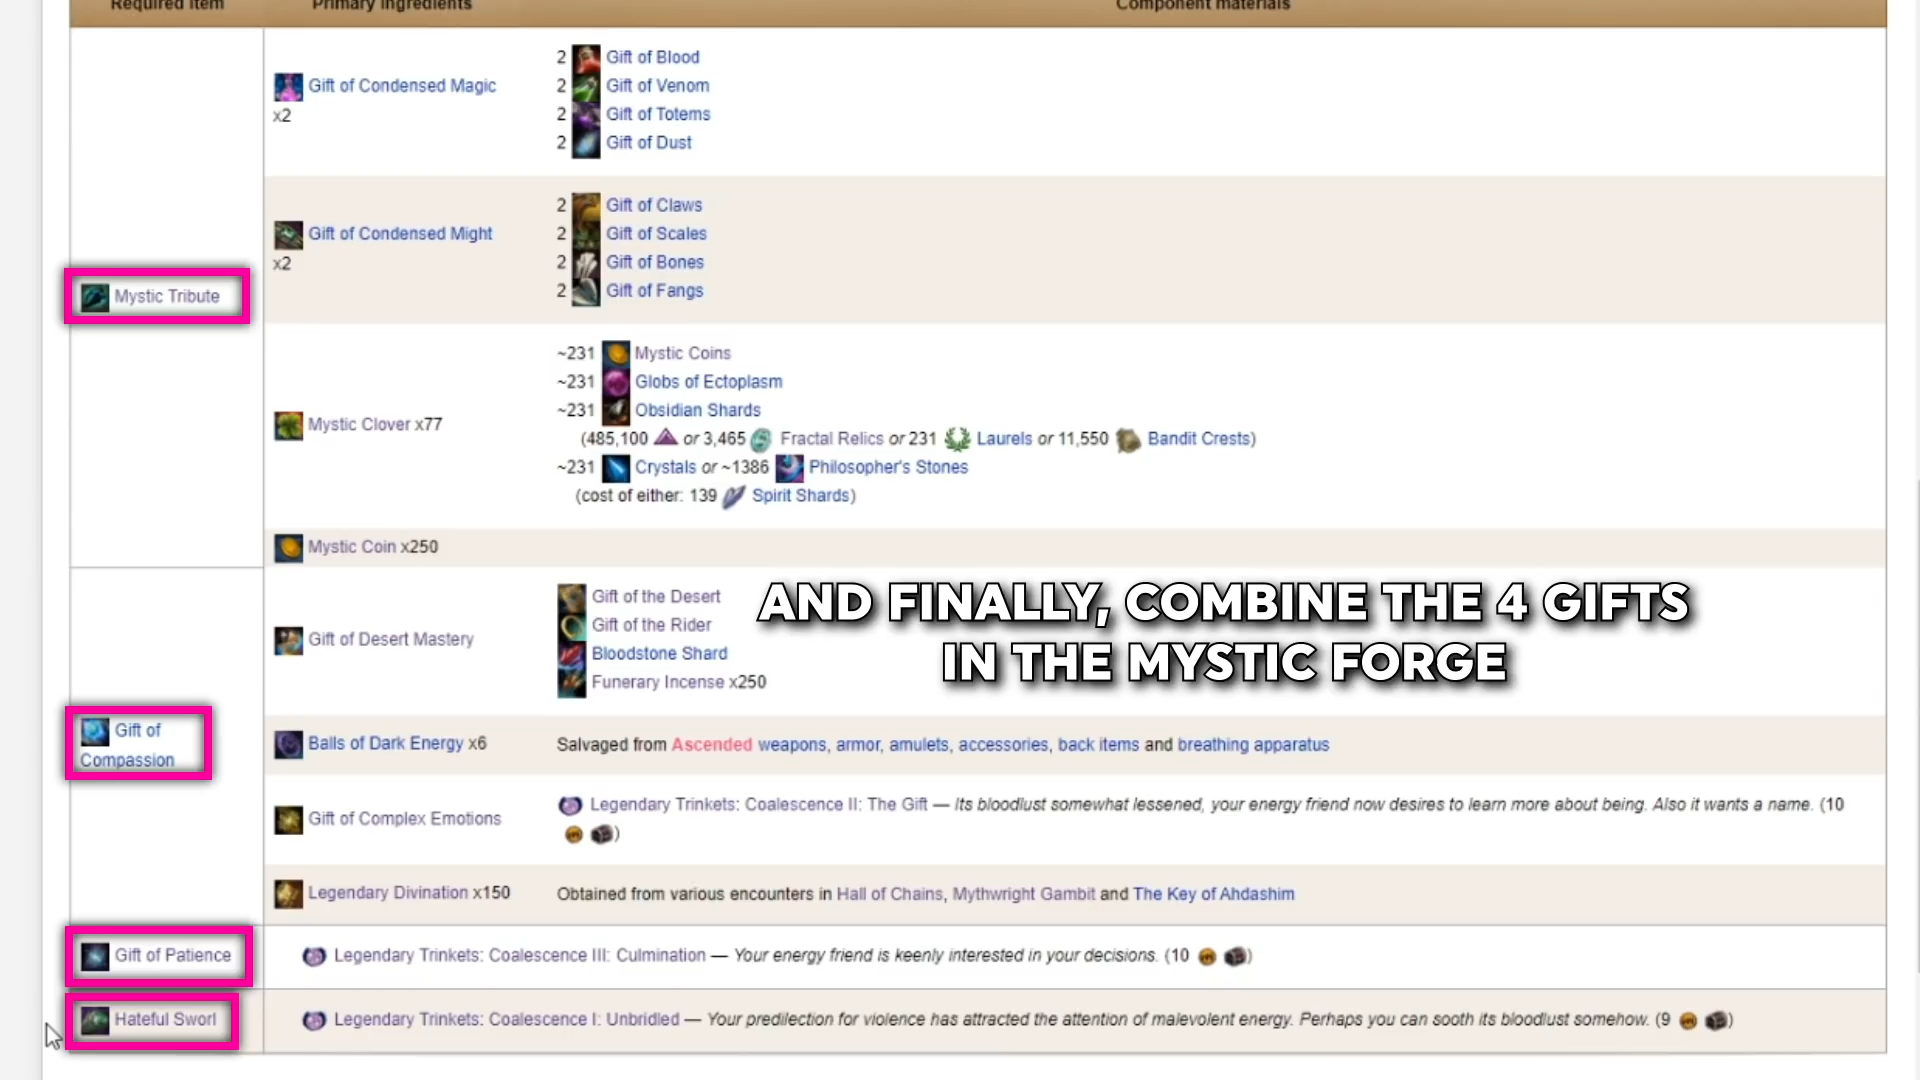 Required Item Primary Ingredients Component materials
2 Gift of Blood
Gift of Condensed Magic 2 Gift of Venom
x2 2 Gift of Totems
2 Gift of Dust
2 Gift of Claws
Gift of Condensed Might 2 Gift of Scales
x2 2 Gift of Bones
2 Gift of Fangs
Mystic Tribute
~231 Mystic Coins
~231 Globs of Ectoplasm
~231 Obsidian Shards
Mystic Clover x77
(485,100 or 3,465 Fractal Relics or 231 Laurels or 11,550 Bandit Crests)
~231 Crystals or ~1386 Philosopher's Stones
(cost of either: 139 Spirit Shards)
Mystic Coin x250
Gift of the Desert
Gift of the Rider
Gift of Desert Mastery
Bloodstone Shard
Funerary Incense x250
AND FINALLY, COMBINE THE 4 GIFTS
IN THE MYSTIC FORGE
Gift of
Compassion
Balls of Dark Energy x6 Salvaged from Ascended weapons, armor, amulets, accessories, back items and breathing apparatus
Gift of Complex Emotions Legendary Trinkets: Coalescence II: The Gift — Its bloodlust somewhat lessened, your energy friend now desires to learn more about being. Also it wants a name. (10
)
Legendary Divination x150 Obtained from various encounters in Hall of Chains, Mythwright Gambit and The Key of Ahdashim
Gift of Patience Legendary Trinkets: Coalescence III: Culmination — Your energy friend is keenly interested in your decisions. (10 )
Hateful Sworl Legendary Trinkets: Coalescence I: Unbridled — Your predilection for violence has attracted the attention of malevolent energy. Perhaps you can sooth its bloodlust somehow. (9 )